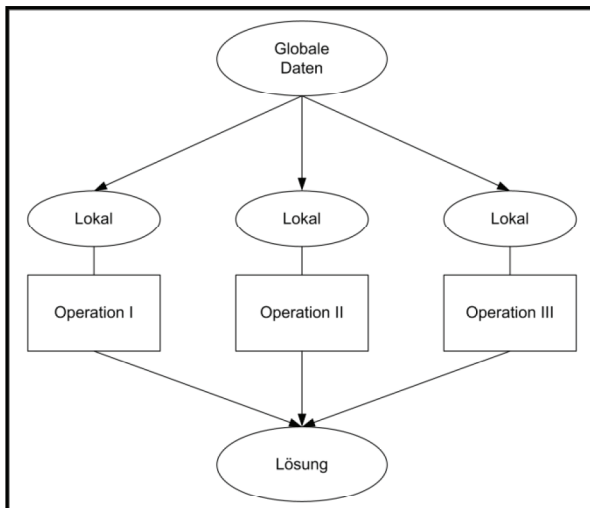 Globale
Daten
Lokal
Lokal
Lokal
Operation I
Operation II
Operation III
Lösung